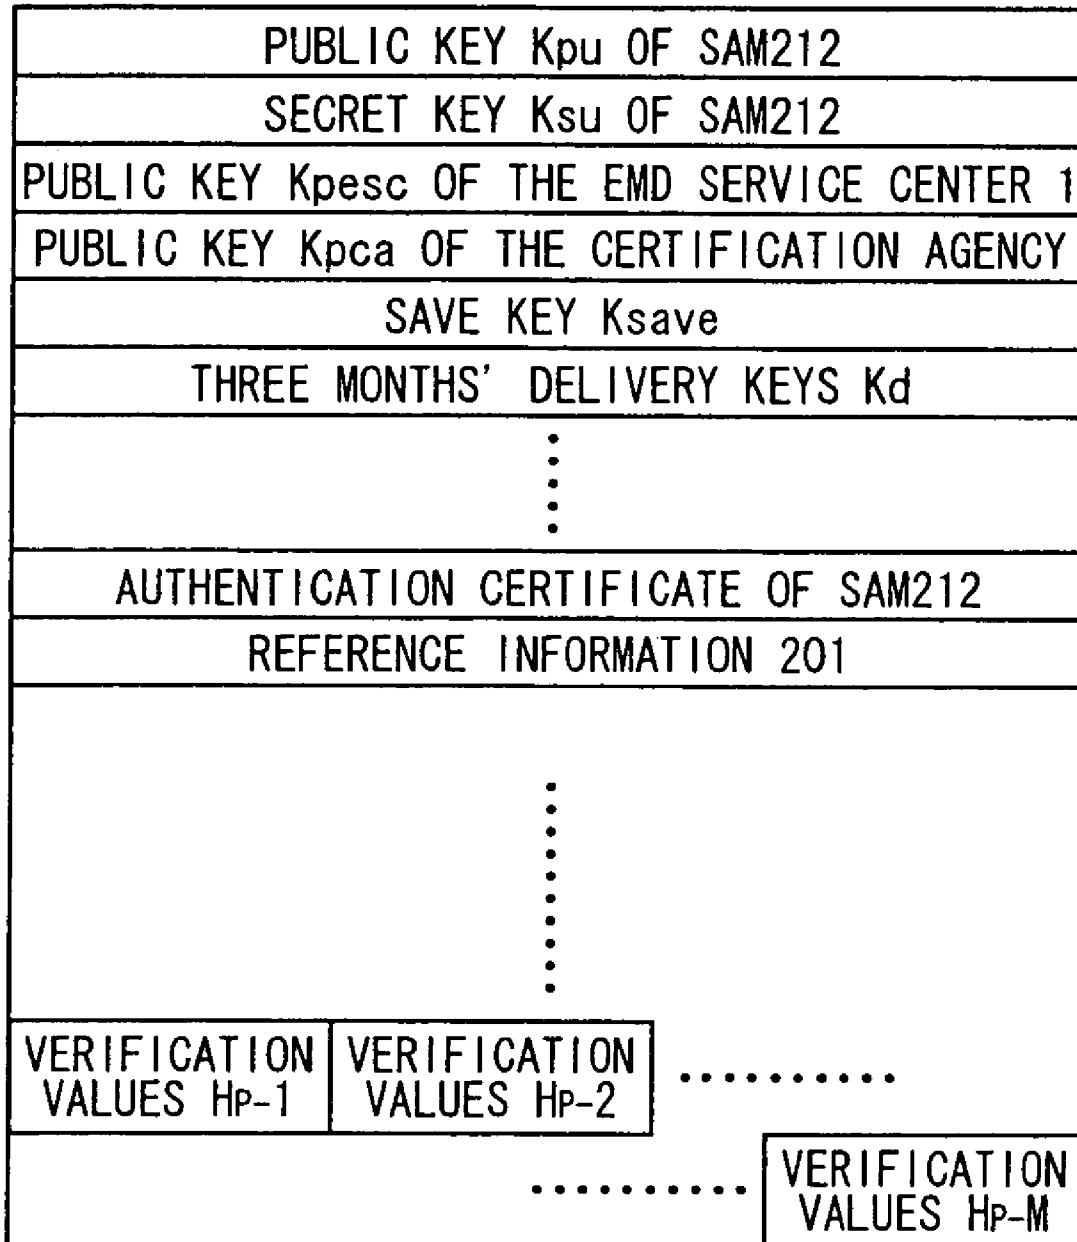 PUBLIC KEY Kpu OF SAM212
SECRET KEY Ksu OF SAM212
PUBLIC KEY Kpesc OF THE EMD SERVICE CENTER 1
PUBLIC KEY Kpca OF THE CERTIFICATION AGENCY
SAVE KEY Ksave
THREE MONTHS' DELIVERY KEYS Kd
AUTHENTICATION CERTIFICATE OF SAM212
REFERENCE INFORMATION 201
VERIFICATION VALUES HP-1
VERIFICATION VALUES HP-2
VERIFICATION VALUES HP-M